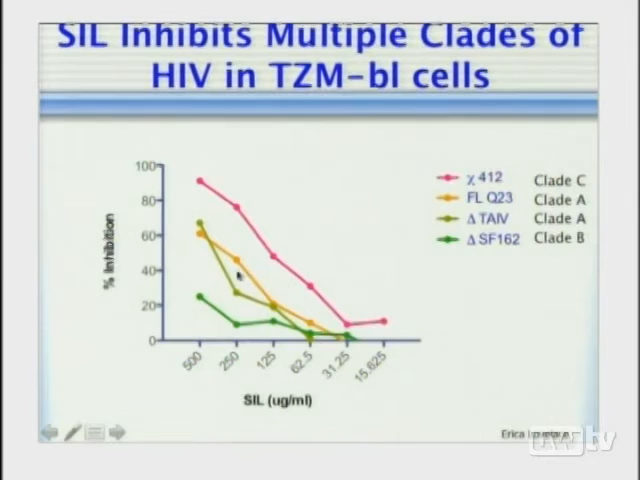 SIL Inhibits Multiple Clades of
HIV in TZM-bl cells
% Inhibition
100
80
60
40
20
0
500
250
125
62.5
31.25
15.625
SIL (ug/ml)
χ 412 Clade C
FL Q23 Clade A
Δ TAIV Clade A
Δ SF162 Clade B
Erica
tv